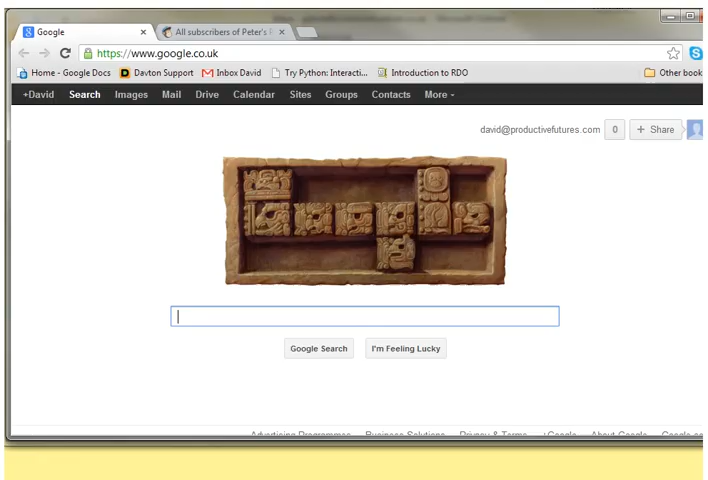 Google
All subscribers of Peter's
https://www.google.co.uk
Home - Google Docs Davton Support Inbox David Try Python: Interacti... Introduction to RDO Other book
+David Search Images Mail Drive Calendar Sites Groups Contacts More
david@productivefutures.com 0 + Share
Google Search I'm Feeling Lucky
Advertising Programmes Business Solutions Privacy & Terms +Google About Google Google